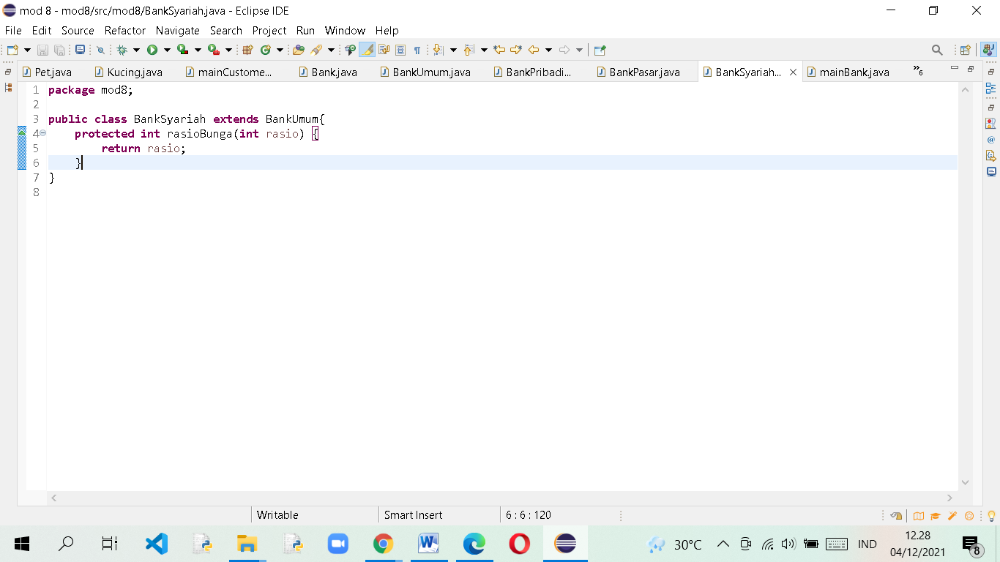 mod 8 - mod8/src/mod8/BankSyariah.java - Eclipse IDE
File Edit Source Refactor Navigate Search Project Run Window Help
Pet.java Kucing.java mainCustome... Bank.java BankUmum.java BankPribadi... BankPasar.java BankSyariah... mainBank.java »6
1 package mod8;
2
3 public class BankSyariah extends BankUmum{
4 protected int rasioBunga(int rasio) {
5 return rasio;
6 }
7 }
8
Writable Smart Insert 6 : 6 : 120
30°C IND 12.28
04/12/2021 8